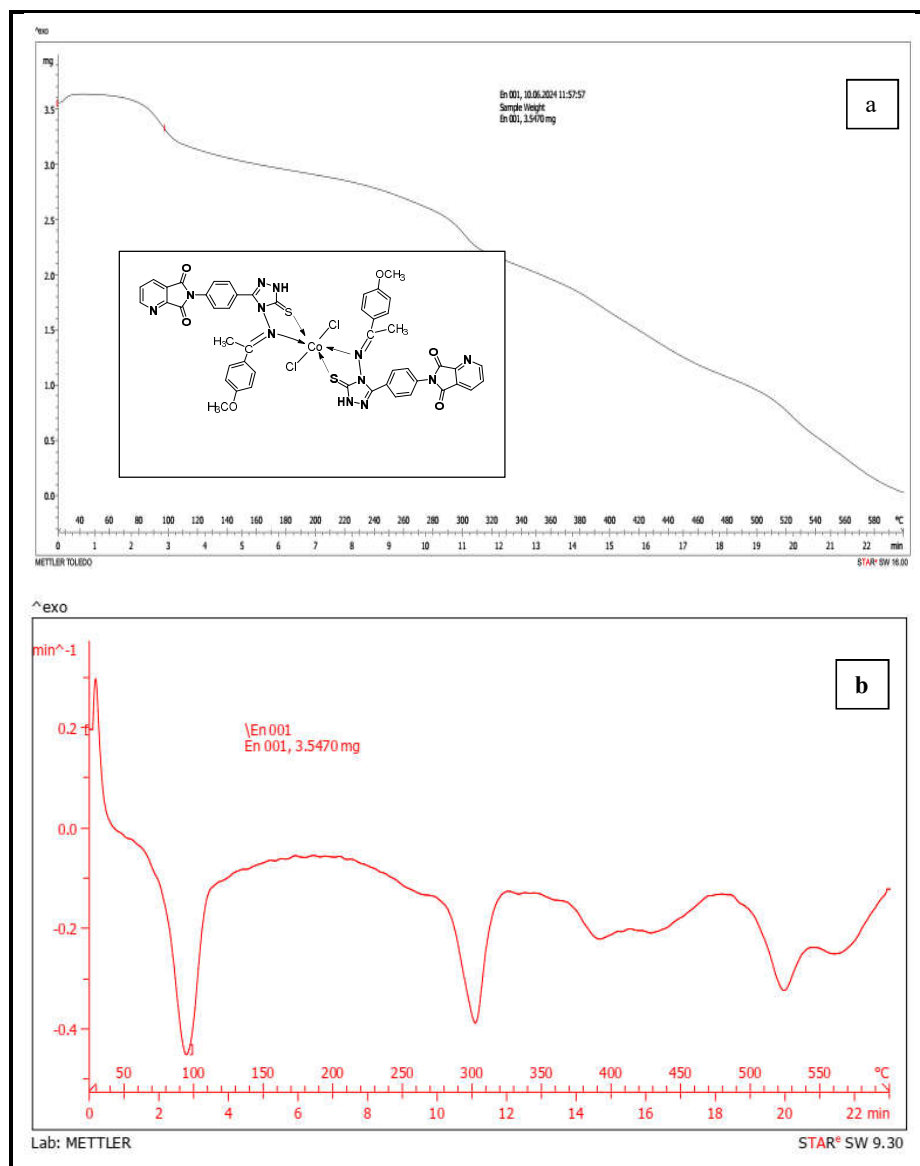 ^exo
mg
En 001, 10.06.2024 11:57:57
Sample Weight
En 001, 3.5470 mg
a
3.5
3.0
2.5
2.0
1.5
1.0
0.5
0.0
OCH3
O
N NH
N
N
S
N
O
Cl
CH3
H3C
C
N
Co
N
C
O
N
Cl
S
N
N
HN N
O
OCH3
40 60 80 100 120 140 160 180 200 220 240 260 280 300 320 340 360 380 400 420 440 460 480 500 520 540 560 580 ºC
0 1 2 3 4 5 6 7 8 9 10 11 12 13 14 15 16 17 18 19 20 21 22 min
METTLER TOLEDO STARe SW 16.00
^exo
min^-1
b
\En 001
En 001, 3.5470 mg
0.2
0.0
-0.2
-0.4
50 100 150 200 250 300 350 400 450 500 550 ºC
0 2 4 6 8 10 12 14 16 18 20 22 min
Lab: METTLER STARe SW 9.30